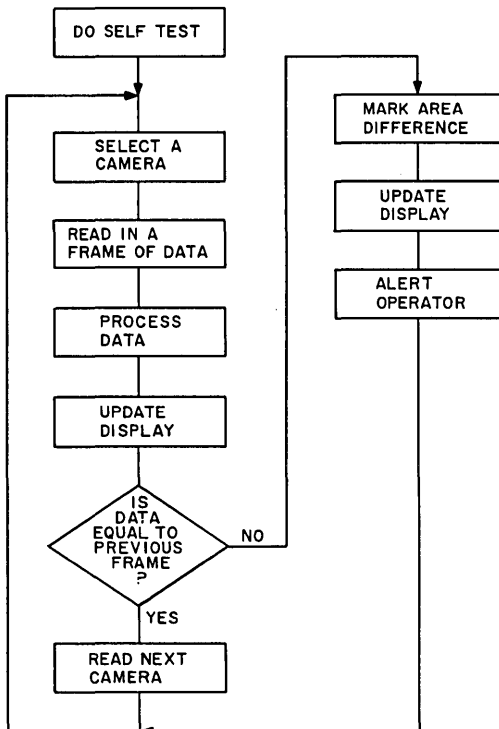 DO SELF TEST
SELECT A
CAMERA
READ IN A
FRAME OF DATA
PROCESS
DATA
UPDATE
DISPLAY
IS
DATA
EQUAL TO
PREVIOUS
FRAME
?
NO
YES
READ NEXT
CAMERA
MARK AREA
DIFFERENCE
UPDATE
DISPLAY
ALERT
OPERATOR